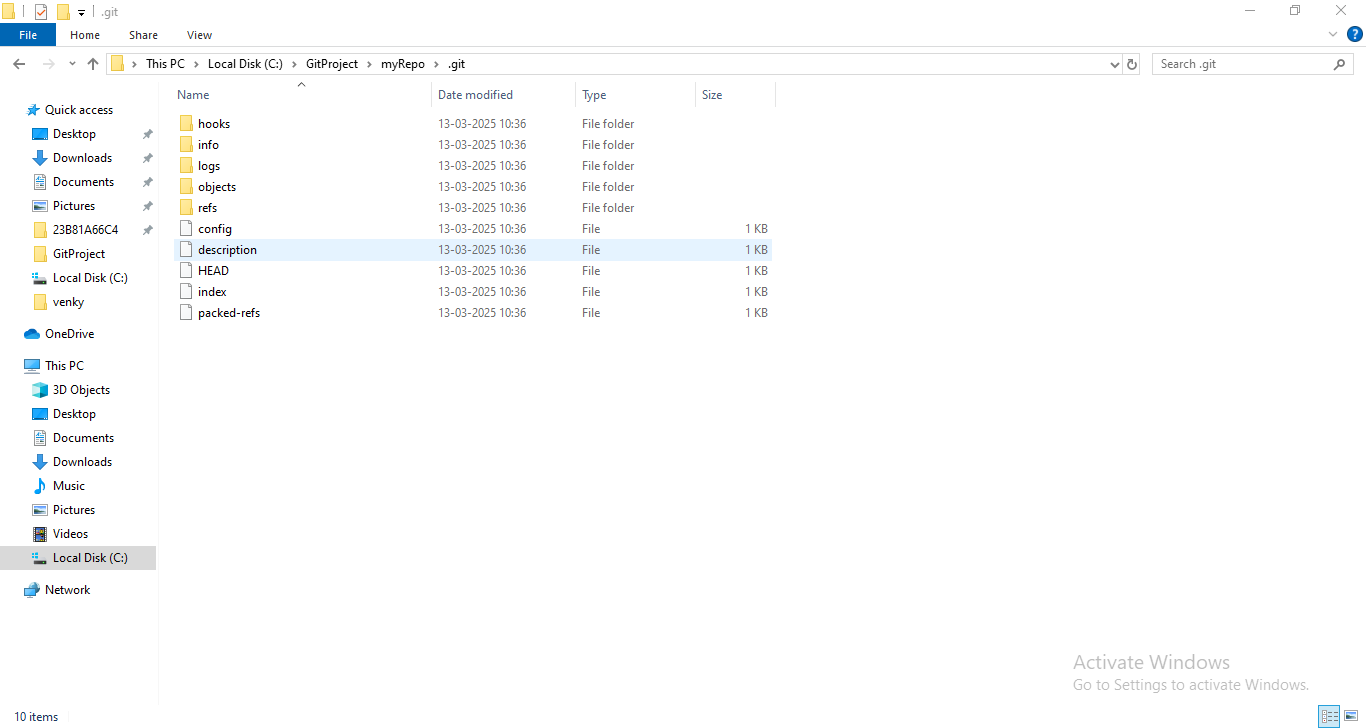 .git
File Home Share View
This PC Local Disk (C:) GitProject myRepo .git
Search .git
Name Date modified Type Size
Quick access
Desktop
Downloads
Documents
Pictures
23B81A66C4
GitProject
Local Disk (C:)
venky
OneDrive
This PC
3D Objects
Desktop
Documents
Downloads
Music
Pictures
Videos
Local Disk (C:)
Network
hooks 13-03-2025 10:36 File folder
info 13-03-2025 10:36 File folder
logs 13-03-2025 10:36 File folder
objects 13-03-2025 10:36 File folder
refs 13-03-2025 10:36 File folder
config 13-03-2025 10:36 File 1 KB
description 13-03-2025 10:36 File 1 KB
HEAD 13-03-2025 10:36 File 1 KB
index 13-03-2025 10:36 File 1 KB
packed-refs 13-03-2025 10:36 File 1 KB
Activate Windows
Go to Settings to activate Windows.
10 items